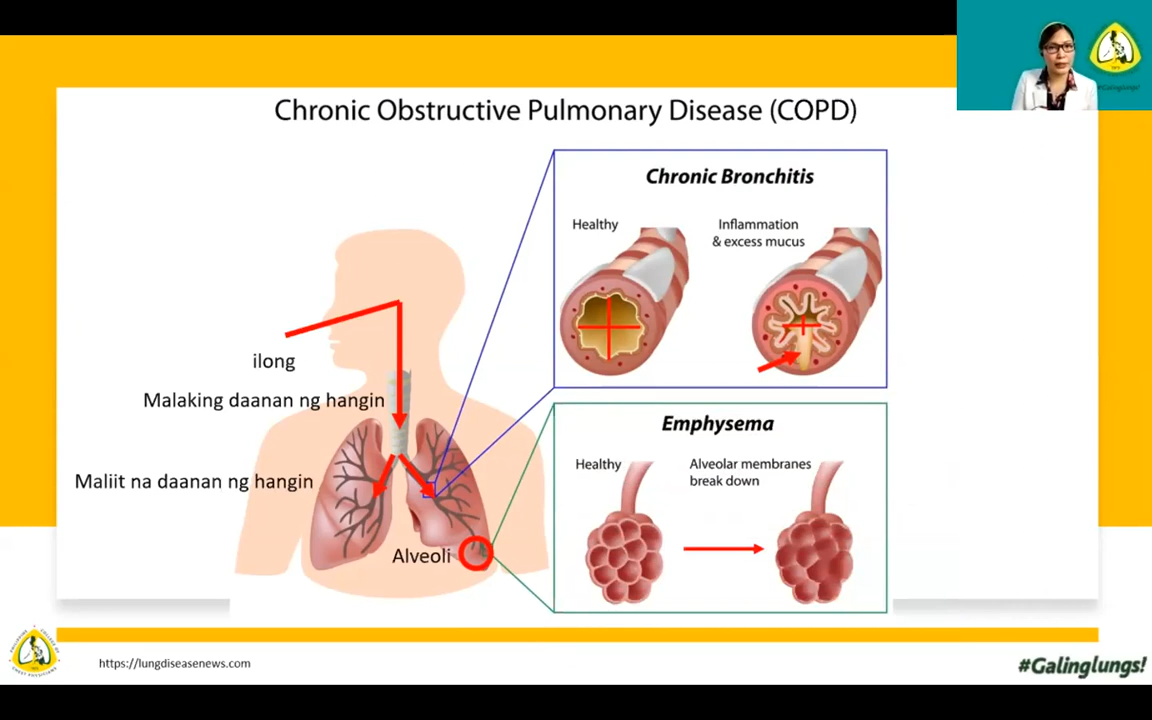 #Galinglungs!
Chronic Obstructive Pulmonary Disease (COPD)
Chronic Bronchitis
Healthy
Inflammation
& excess mucus
ilong
Malaking daanan ng hangin
Maliit na daanan ng hangin
Alveoli
Emphysema
Healthy
Alveolar membranes
break down
https://lungdiseasenews.com
#Galinglungs!